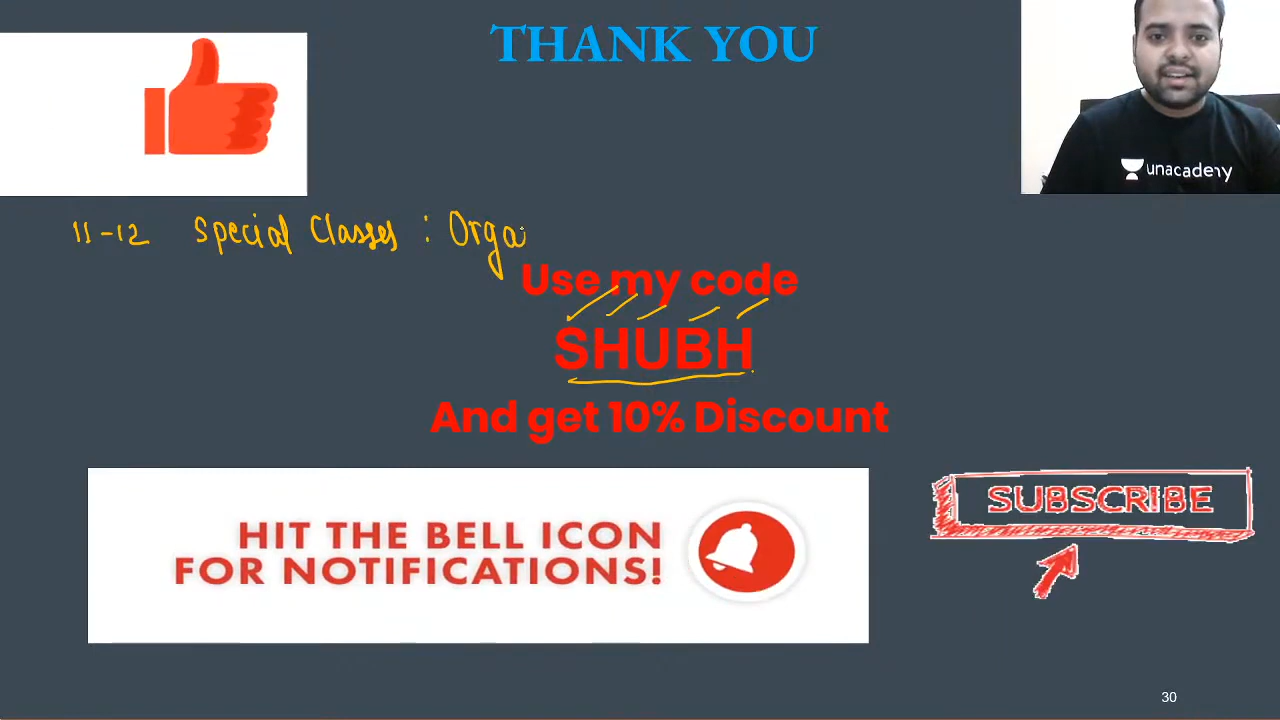 THANK YOU
unacademy
11-12 Special Classes : Orga
Use my code
SHUBH
And get 10% Discount
HIT THE BELL ICON
FOR NOTIFICATIONS!
SUBSCRIBE
30